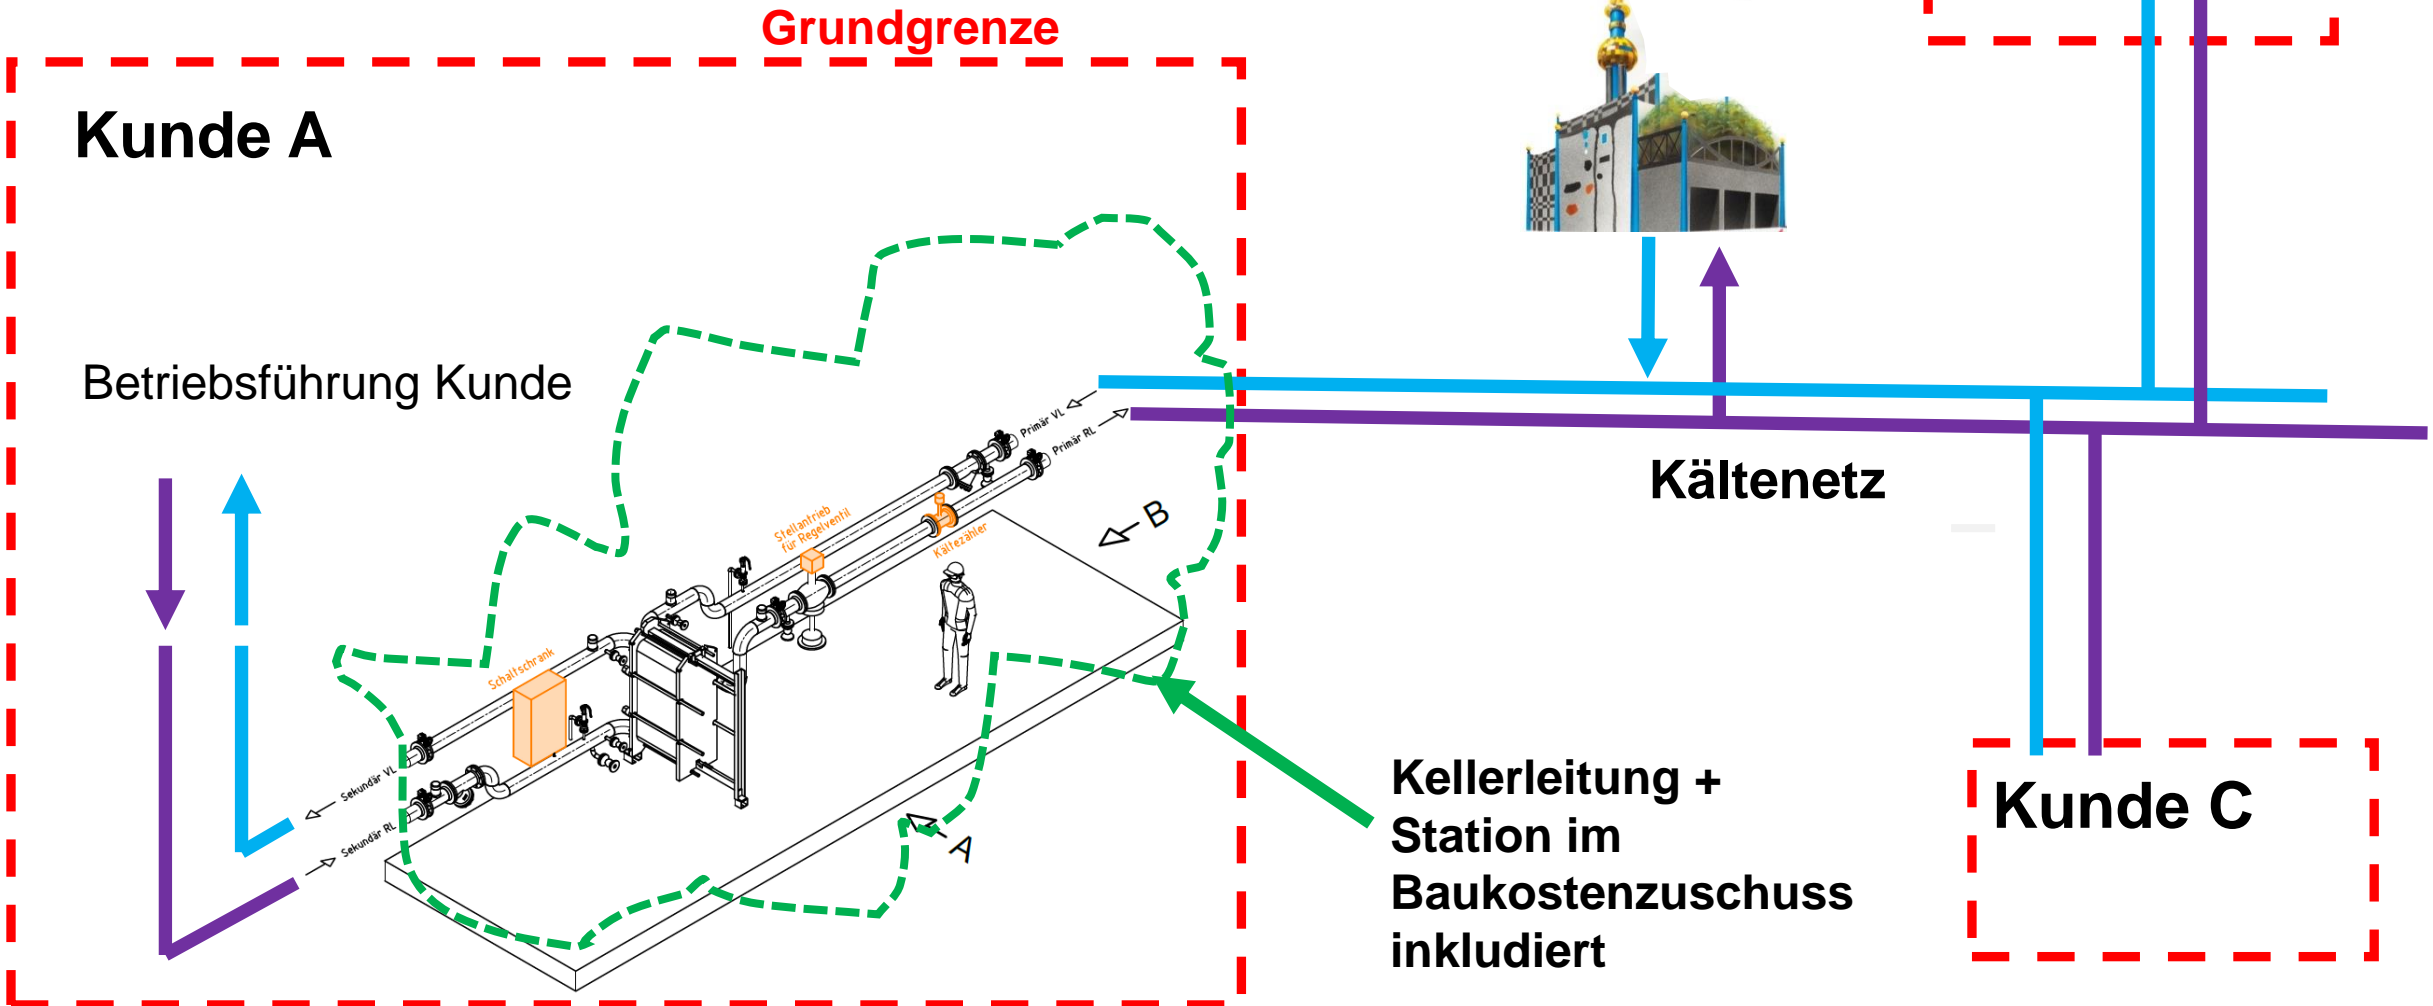 Grundgrenze
Kunde A
Betriebsführung Kunde
Primär VL
Primär RL
Kältenetz
B
Stellantrieb
für Regelventil
Kältezähler
Schaltschrank
Sekundär VL
Sekundär RL
A
Kellerleitung +
Station im
Baukostenzuschuss
inkludiert
Kunde C